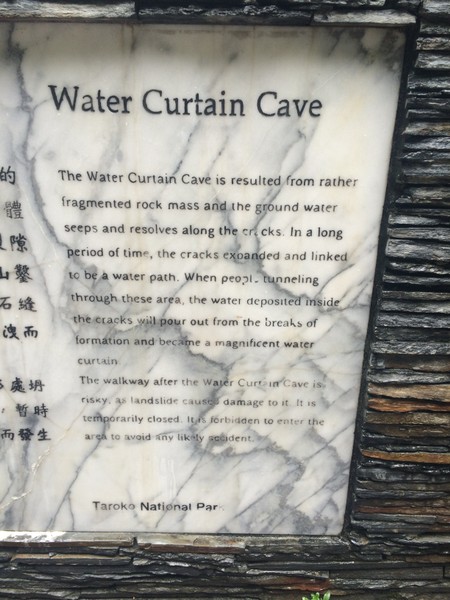 Water Curtain Cave
The Water Curtain Cave is resulted from rather
fragmented rock mass and the ground water
seeps and resolves along the cracks. In a long
period of time, the cracks expanded and linked
to be a water path. When people tunneling
through these area, the water deposited inside
the cracks will pour out from the breaks of
formation and became a magnificent water
curtain
The walkway after the Water Curtain Cave is
risky, as landslide caused damage to it. It is
temporarily closed. It is forbidden to enter the
area to avoid any likely accident.
Taroko National Park
的
體
隙
山鑿
石縫
洩而
處坍
，暫時
而發生